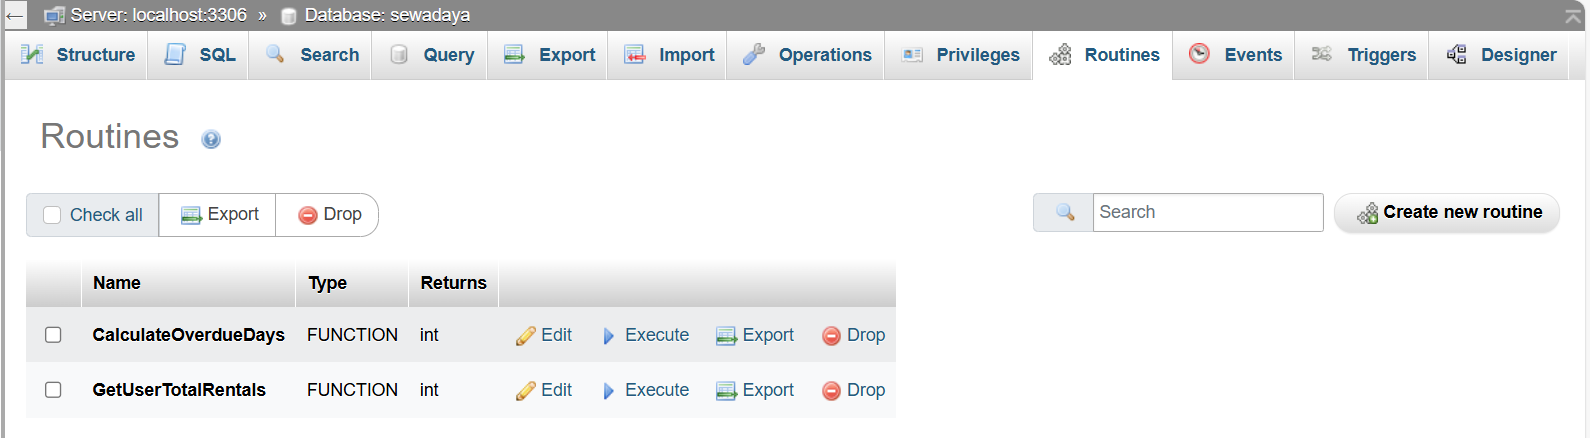 ← Server: localhost:3306 » Database: sewadaya
Structure SQL Search Query Export Import Operations Privileges Routines Events Triggers Designer
Routines
Check all Export Drop Search Create new routine
Name Type Returns
CalculateOverdueDays FUNCTION int Edit Execute Export Drop
GetUserTotalRentals FUNCTION int Edit Execute Export Drop